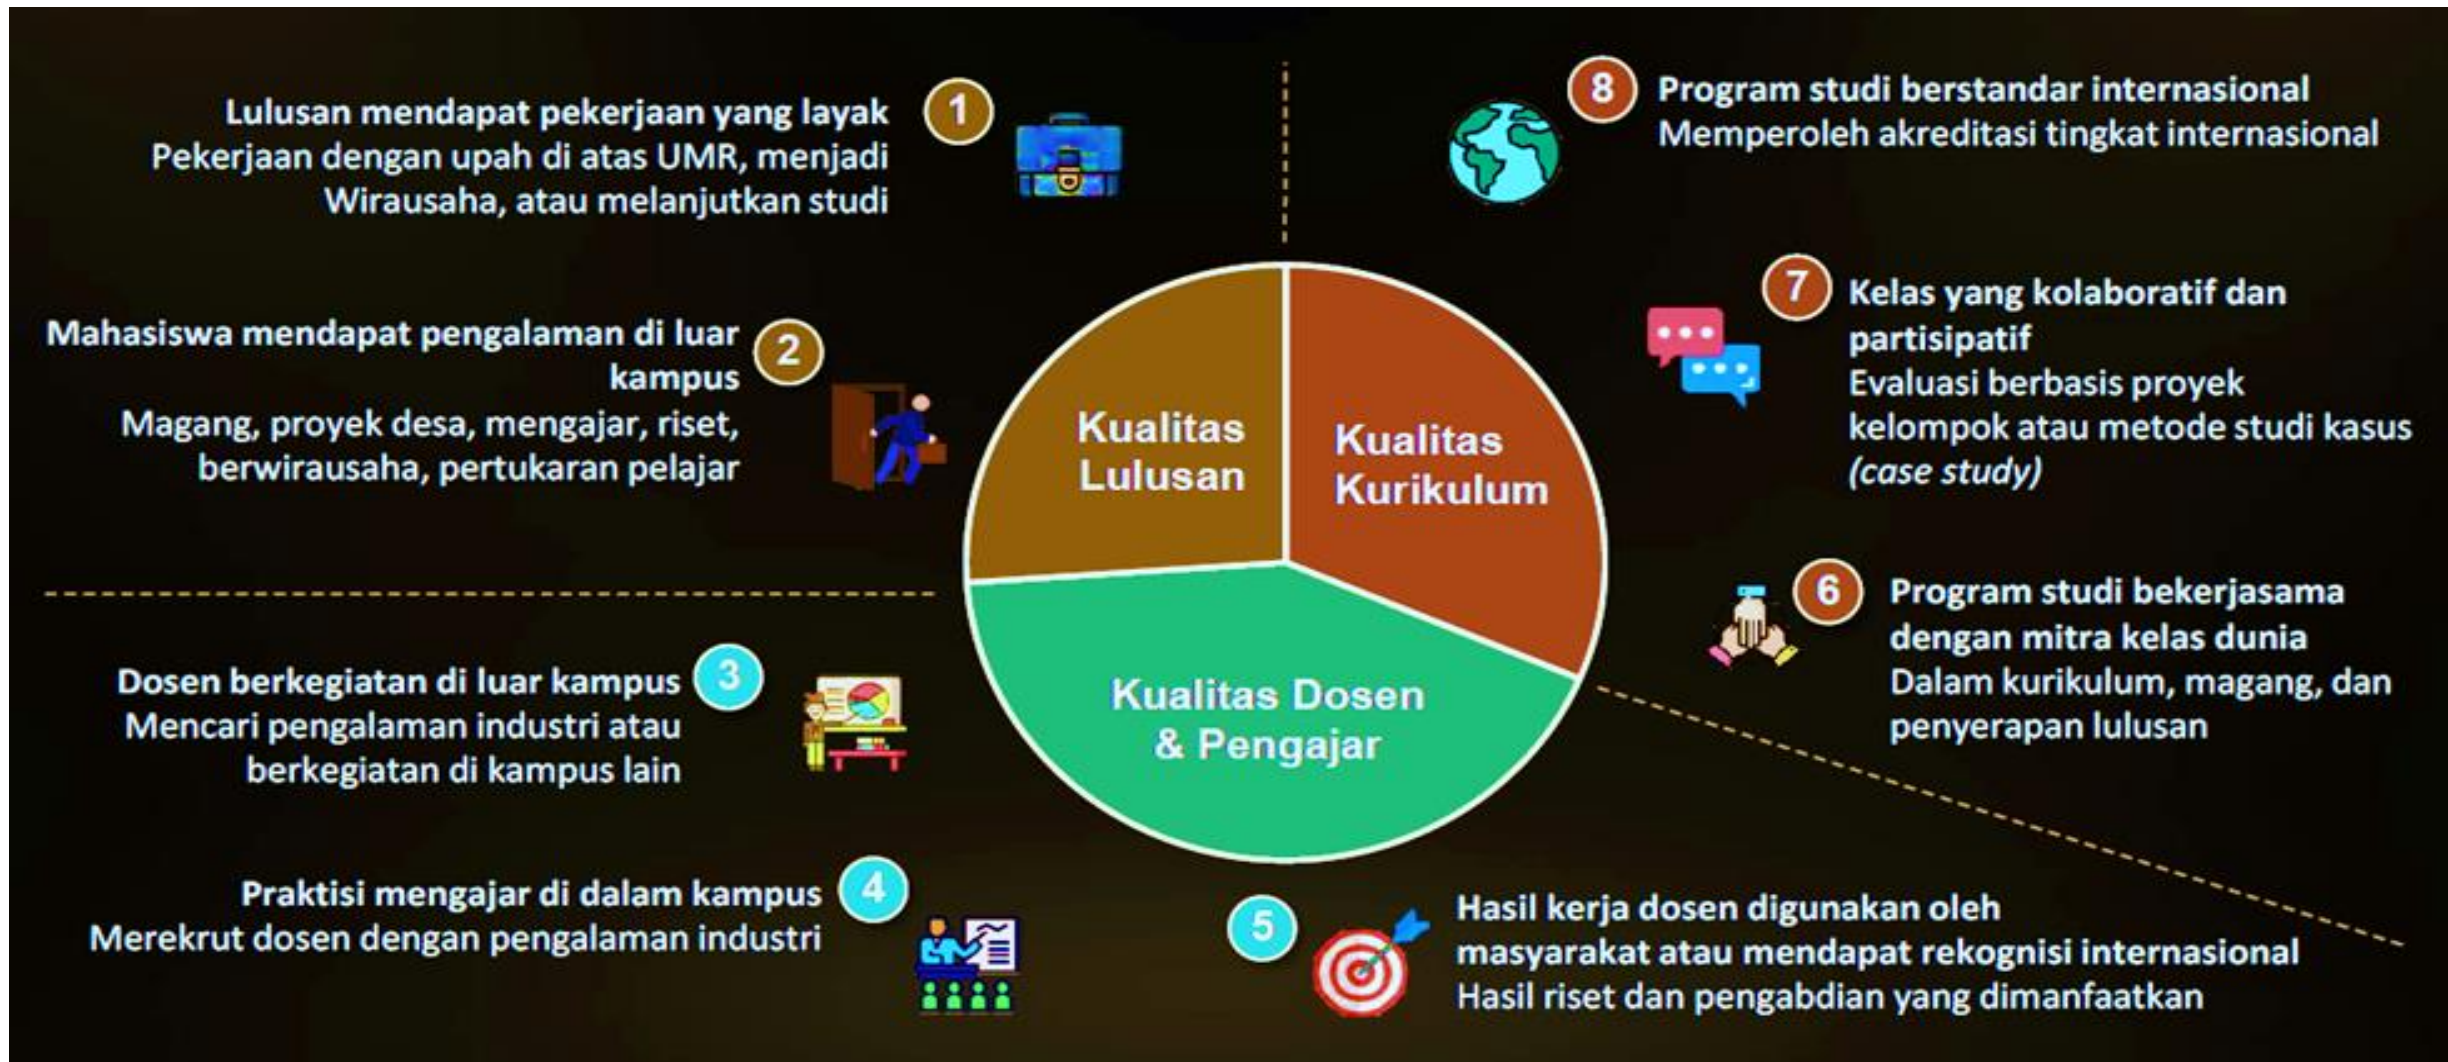 1
Lulusan mendapat pekerjaan yang layak
Pekerjaan dengan upah di atas UMR, menjadi
Wirausaha, atau melanjutkan studi
2
Mahasiswa mendapat pengalaman di luar
kampus
Magang, proyek desa, mengajar, riset,
berwirausaha, pertukaran pelajar
3
Dosen berkegiatan di luar kampus
Mencari pengalaman industri atau
berkegiatan di kampus lain
4
Praktisi mengajar di dalam kampus
Merekrut dosen dengan pengalaman industri
5
Hasil kerja dosen digunakan oleh
masyarakat atau mendapat rekognisi internasional
Hasil riset dan pengabdian yang dimanfaatkan
6
Program studi bekerjasama
dengan mitra kelas dunia
Dalam kurikulum, magang, dan
penyerapan lulusan
7
Kelas yang kolaboratif dan
partisipatif
Evaluasi berbasis proyek
kelompok atau metode studi kasus
(case study)
8
Program studi berstandar internasional
Memperoleh akreditasi tingkat internasional
Kualitas
Lulusan
Kualitas
Kurikulum
Kualitas Dosen
& Pengajar